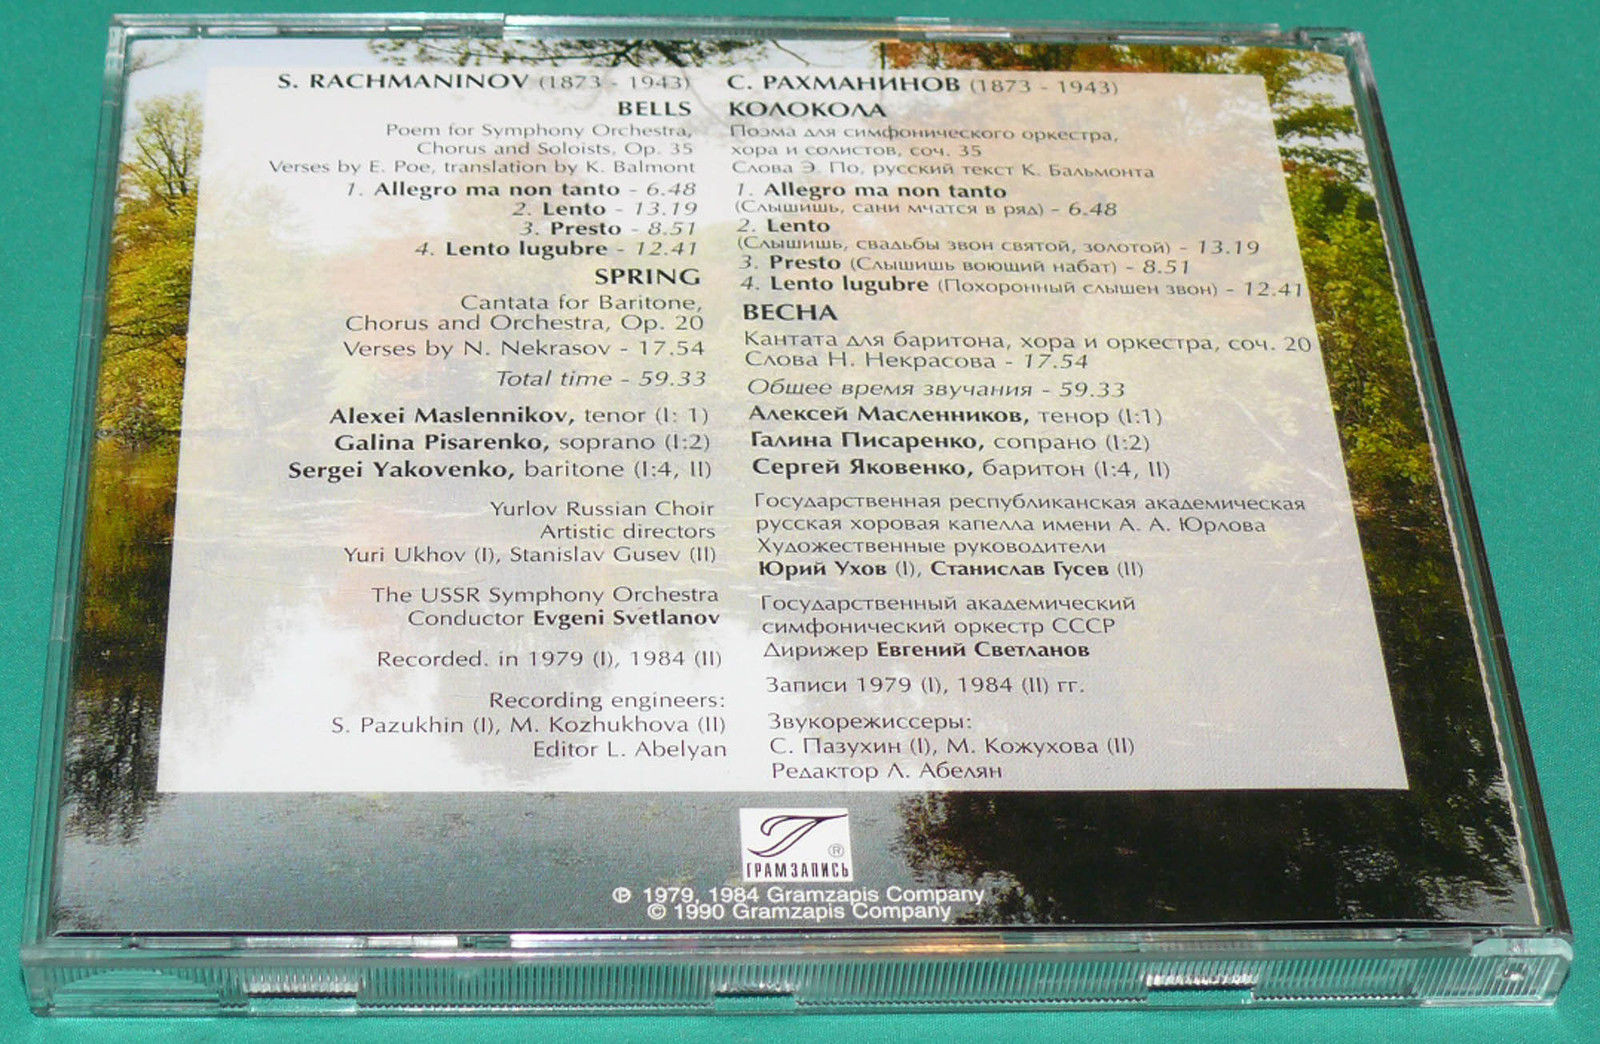 S. RACHMANINOV (1873 - 1943)
BELLS
Poem for Symphony Orchestra,
Chorus and Soloists, Op. 35
Verses by E. Poe, translation by K. Balmont
1. Allegro ma non tanto - 6.48
2. Lento - 13.19
3. Presto - 8.51
4. Lento lugubre - 12.41
SPRING
Cantata for Baritone,
Chorus and Orchestra, Op. 20
Verses by N. Nekrasov - 17.54
Total time - 59.33
Alexei Maslennikov, tenor (I: 1)
Galina Pisarenko, soprano (I:2)
Sergei Yakovenko, baritone (I:4, II)
Yurlov Russian Choir
Artistic directors
Yuri Ukhov (I), Stanislav Gusev (II)
The USSR Symphony Orchestra
Conductor Evgeni Svetlanov
Recorded. in 1979 (I), 1984 (II)
Recording engineers:
S. Pazukhin (I), M. Kozhukhova (II)
Editor L. Abelyan
С. РАХМАНИНОВ (1873 - 1943)
КОЛОКОЛА
Поэма для симфонического оркестра,
хора и солистов, соч. 35
Слова Э. По, русский текст К. Бальмонта
1. Allegro ma non tanto
(Слышишь, сани мчатся в ряд) - 6.48
2. Lento
(Слышишь, свадьбы звон святой, золотой) - 13.19
3. Presto (Слышишь воющий набат) - 8.51
4. Lento lugubre (Похоронный слышен звон) - 12.41
ВЕСНА
Кантата для баритона, хора и оркестра, соч. 20
Слова Н. Некрасова - 17.54
Общее время звучания - 59.33
Алексей Масленников, тенор (I:1)
Галина Писаренко, сопрано (I:2)
Сергей Яковенко, баритон (I:4, II)
Государственная республиканская академическая
русская хоровая капелла имени А. А. Юрлова
Художественные руководители
Юрий Ухов (I), Станислав Гусев (II)
Государственный академический
симфонический оркестр СССР
Дирижер Евгений Светланов
Записи 1979 (I), 1984 (II) гг.
Звукорежиссеры:
С. Пазухин (I), М. Кожухова (II)
Редактор Л. Абелян
®
ГРАМЗАПИСЬ
℗ 1979, 1984 Gramzapis Company
© 1990 Gramzapis Company